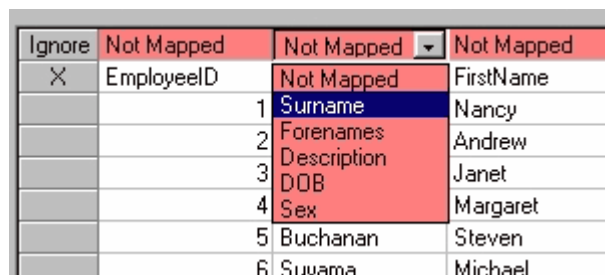 Ignore Not Mapped Not Mapped Not Mapped
X EmployeeID Not Mapped FirstName
1 Surname Nancy
2 Forenames Andrew
Description
3 DOB Janet
4 Sex Margaret
5 Buchanan Steven
6 Suyama Michael